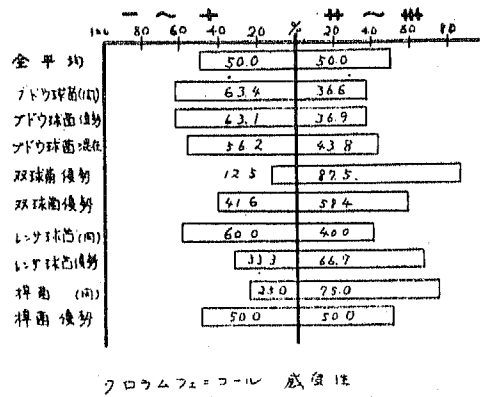 － ～ ＋ ％ ⧺ ～ ⧻
100 80 60 40 20 20 40 60 80
全平均 50.0 50.0
ブドウ球菌(同) 63.4 36.6
ブドウ球菌優勢 63.1 36.9
ブドウ球菌混在 56.2 43.8
双球菌優勢 12.5 87.5
双球菌優勢 41.6 58.4
レンサ球菌(同) 60.0 40.0
レンサ球菌優勢 33.3 66.7
桿菌 (同) 25.0 75.0
桿菌優勢 50.0 50.0
クロラムフェニコール 感受性